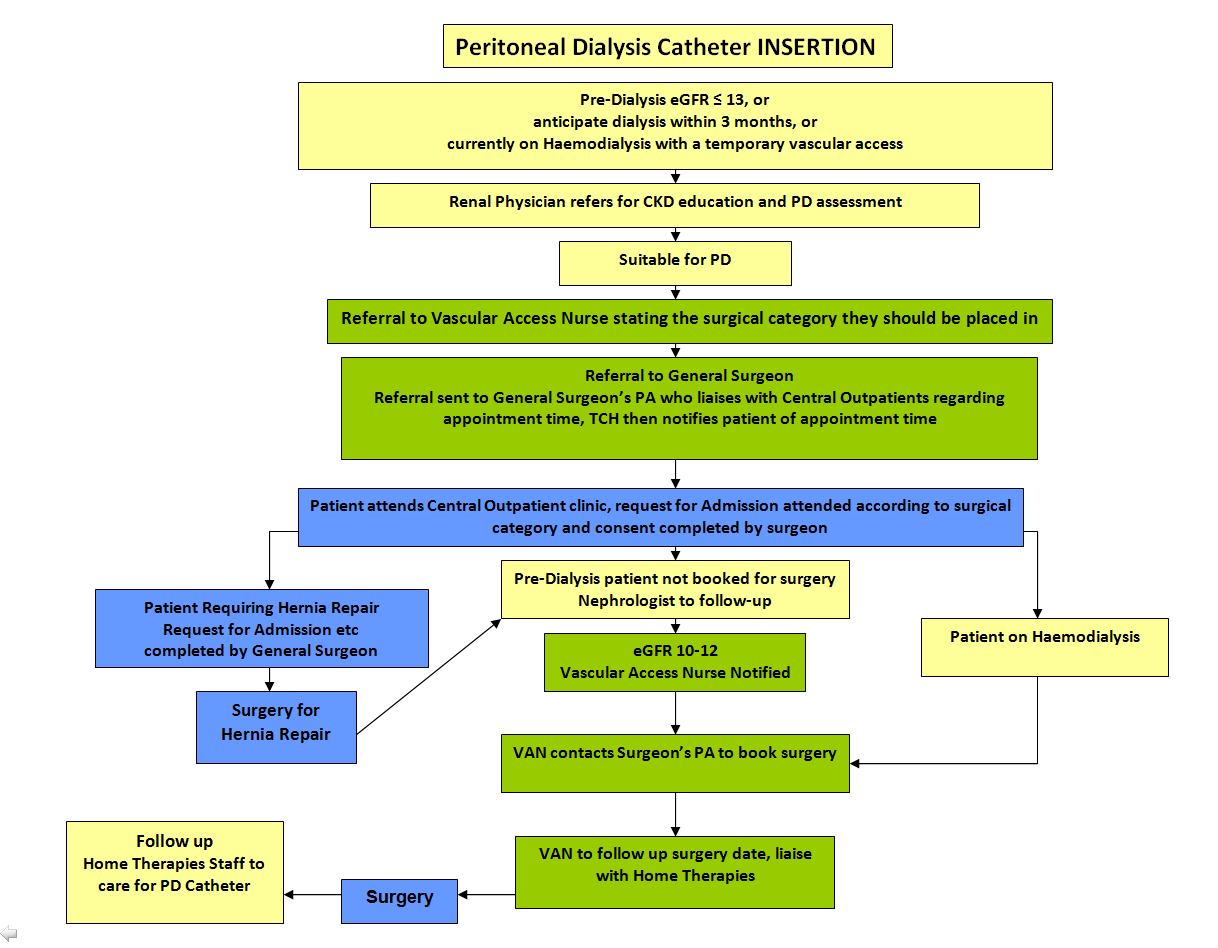 Peritoneal Dialysis Catheter INSERTION
Pre-Dialysis eGFR ≤ 13, or
anticipate dialysis within 3 months, or
currently on Haemodialysis with a temporary vascular access
Renal Physician refers for CKD education and PD assessment
Suitable for PD
Referral to Vascular Access Nurse stating the surgical category they should be placed in
Referral to General Surgeon
Referral sent to General Surgeon's PA who liaises with Central Outpatients regarding
appointment time, TCH then notifies patient of appointment time
Patient attends Central Outpatient clinic, request for Admission attended according to surgical
category and consent completed by surgeon
Patient Requiring Hernia Repair
Request for Admission etc
completed by General Surgeon
Surgery for
Hernia Repair
Pre-Dialysis patient not booked for surgery
Nephrologist to follow-up
eGFR 10-12
Vascular Access Nurse Notified
Patient on Haemodialysis
VAN contacts Surgeon's PA to book surgery
VAN to follow up surgery date, liaise
with Home Therapies
Surgery
Follow up
Home Therapies Staff to
care for PD Catheter